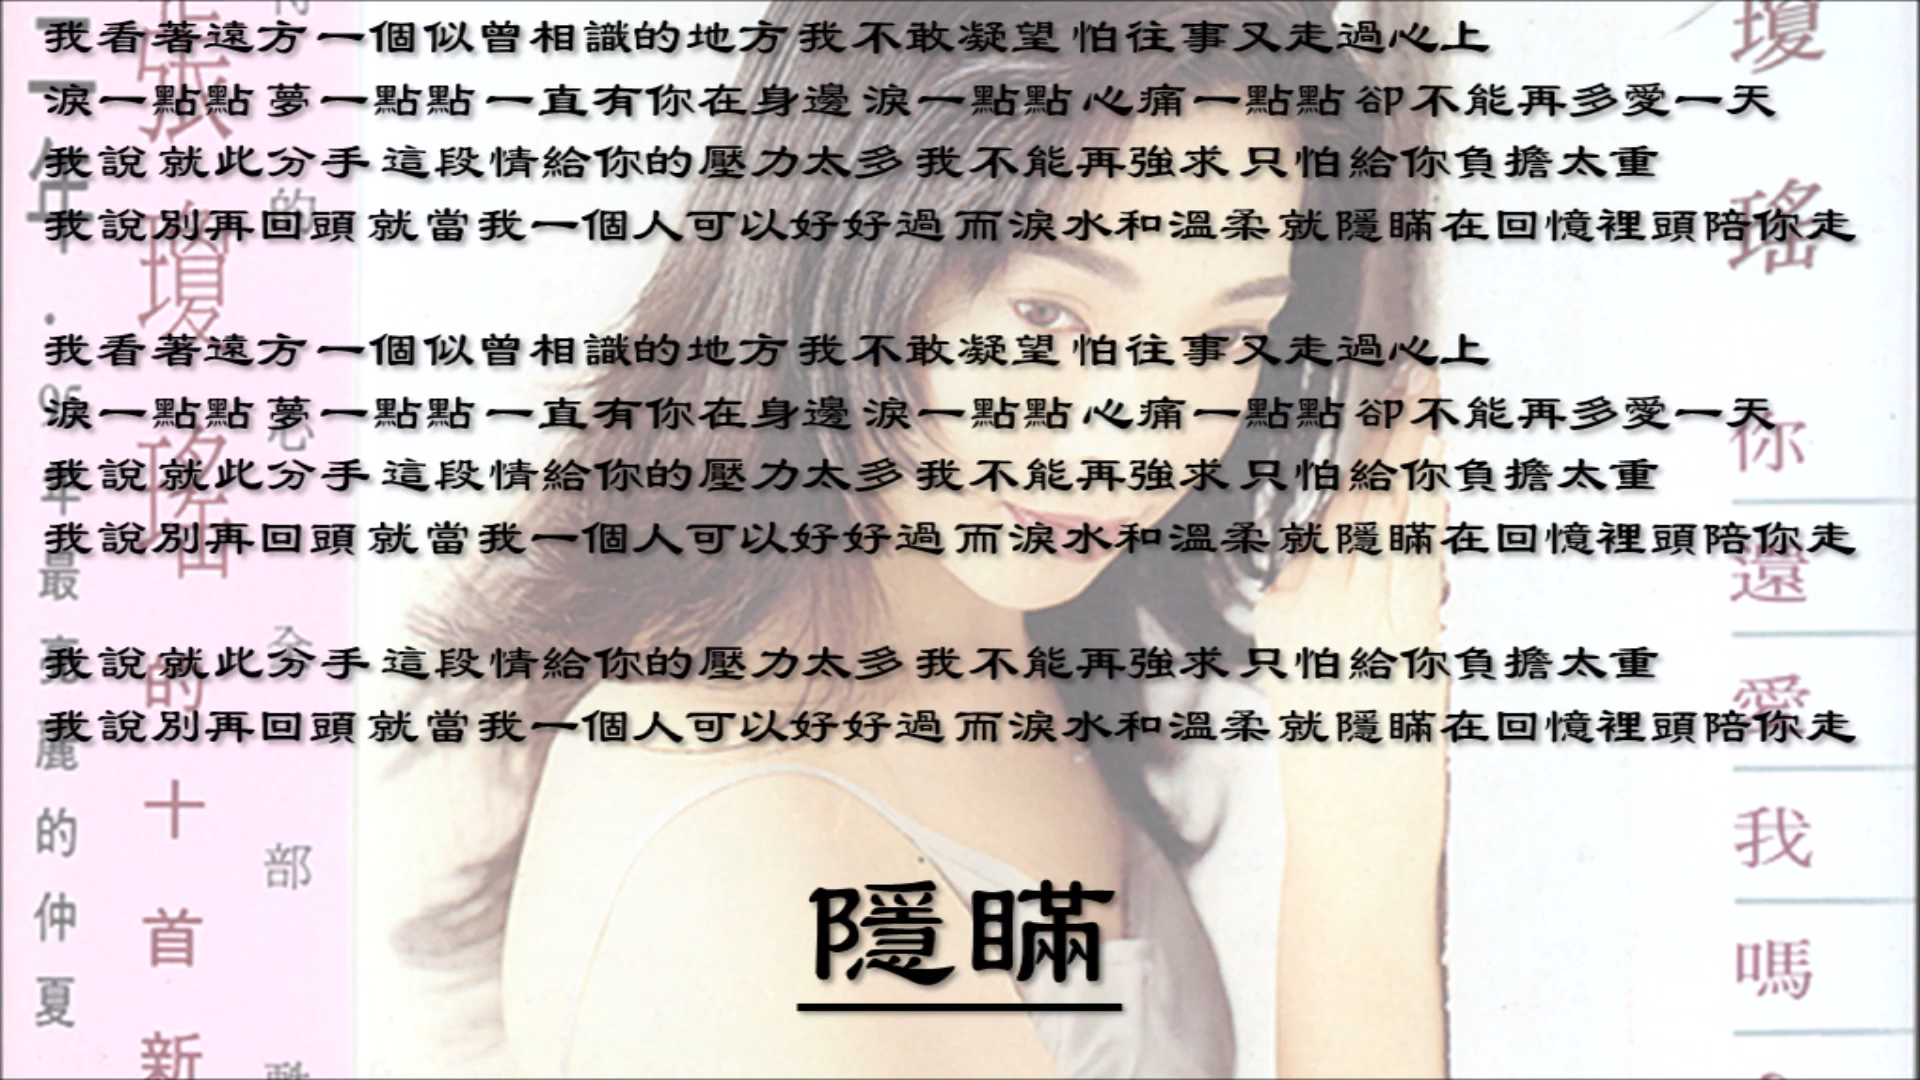 我看著遠方 一個似曾相識的地方 我不敢凝望 怕往事又走過心上
淚一點點 夢一點點 一直有你在身邊 淚一點點 心痛一點點 卻不能再多愛一天
我說 就此分手 這段情給你的壓力太多 我不能再強求 只怕給你負擔太重
我說別再回頭 就當我一個人可以好好過 而淚水和溫柔就隱瞞在回憶裡頭陪你走
我看著遠方 一個似曾相識的地方 我不敢凝望 怕往事又走過心上
淚一點點 夢一點點 一直有你在身邊 淚一點點 心痛一點點 卻不能再多愛一天
我說 就此分手 這段情給你的壓力太多 我不能再強求 只怕給你負擔太重
我說別再回頭 就當我一個人可以好好過 而淚水和溫柔就隱瞞在回憶裡頭陪你走
我說 就此分手 這段情給你的壓力太多 我不能再強求 只怕給你負擔太重
我說別再回頭 就當我一個人可以好好過 而淚水和溫柔就隱瞞在回憶裡頭陪你走
隱瞞
瓊瑤
你還愛我嗎
張瓊瑤的十首新
年最亮麗的仲夏
的心
部